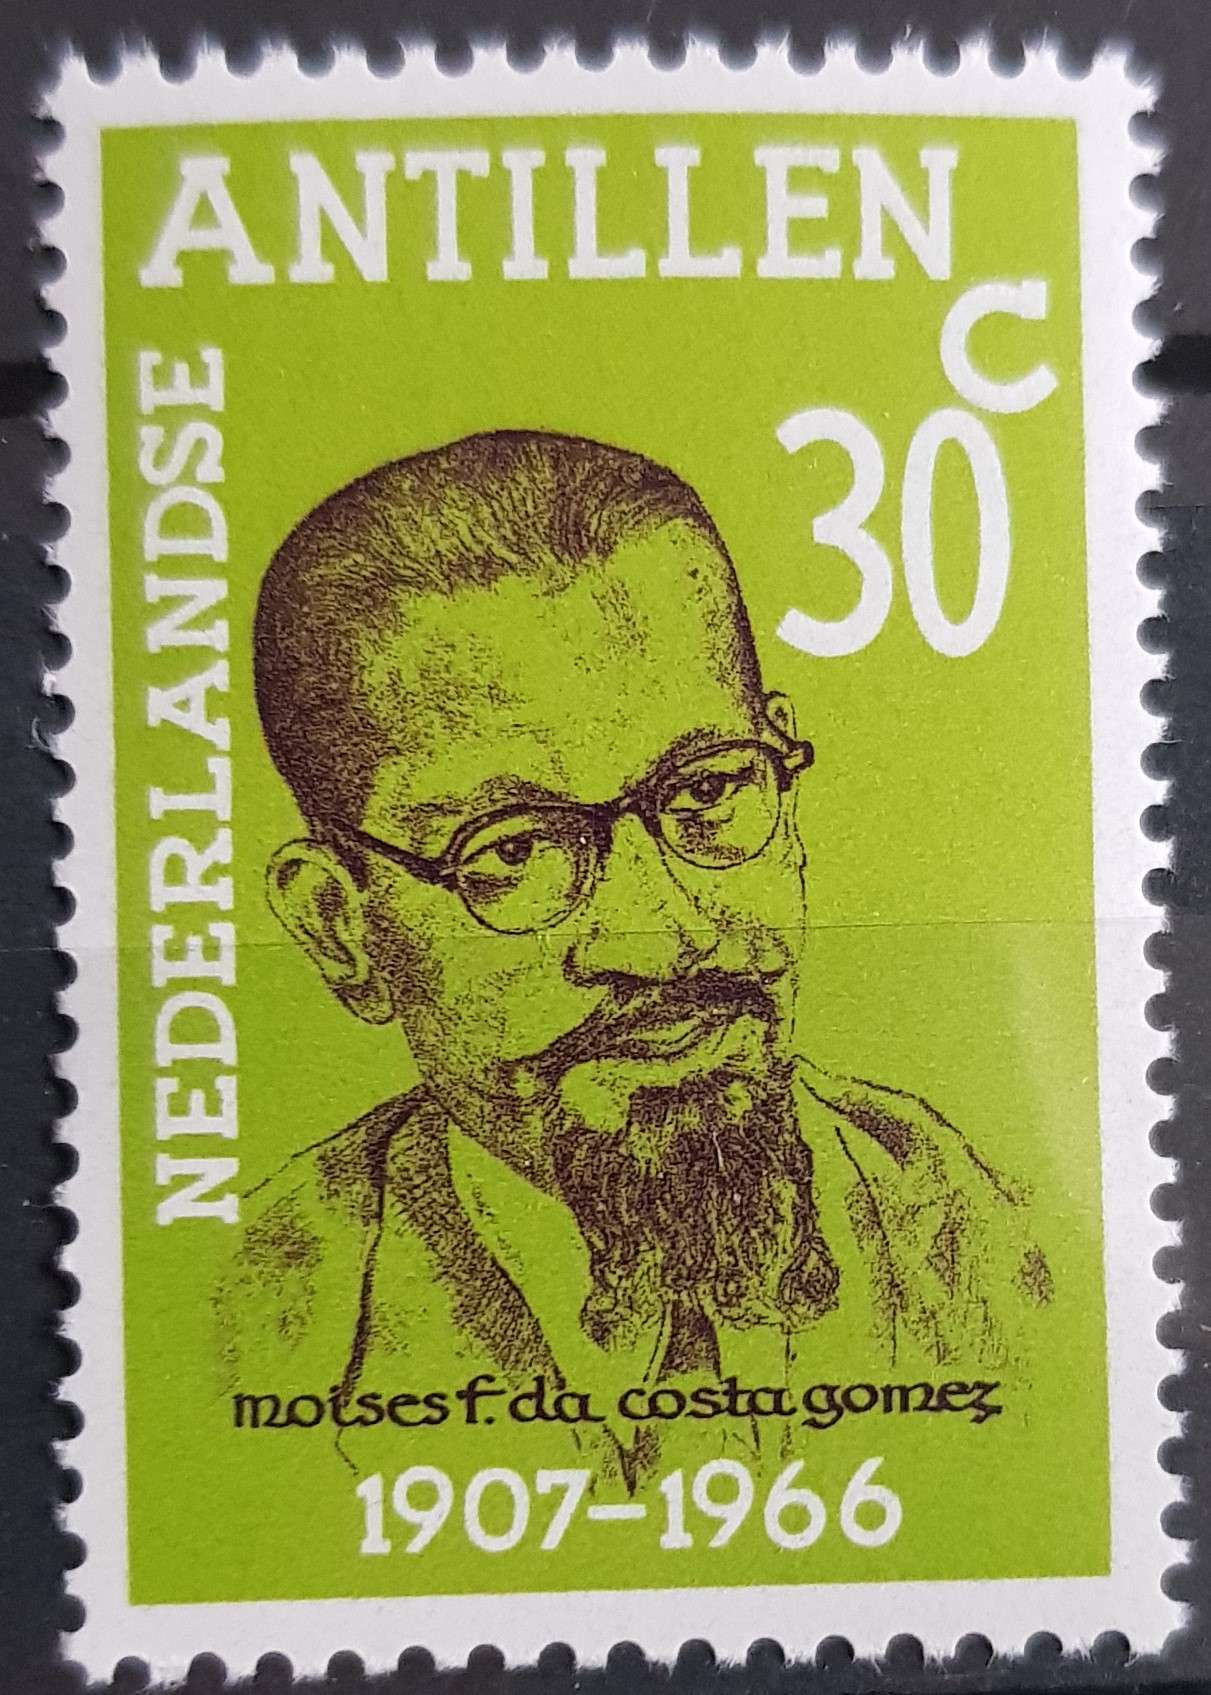 NEDERLANDSE
ANTILLEN
30 c
moises f. da costa gomez
1907-1966